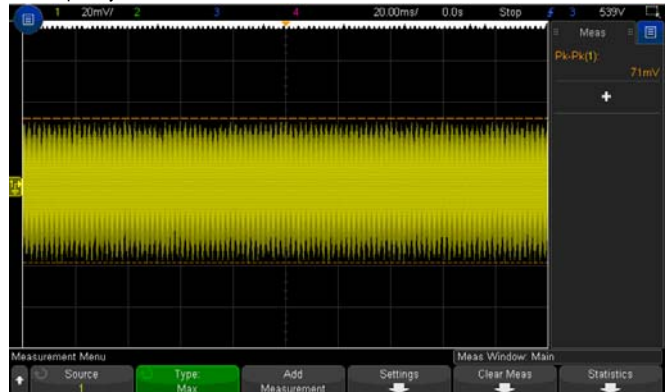 1 20mV/ 2 3 4 20.00ms/ 0.0s Stop 3 539V
Meas
Pk-Pk(1):
71mV
+
Measurement Menu
Meas Window: Main
Source
1
Type:
Max
Add
Measurement
Settings
Clear Meas
Statistics